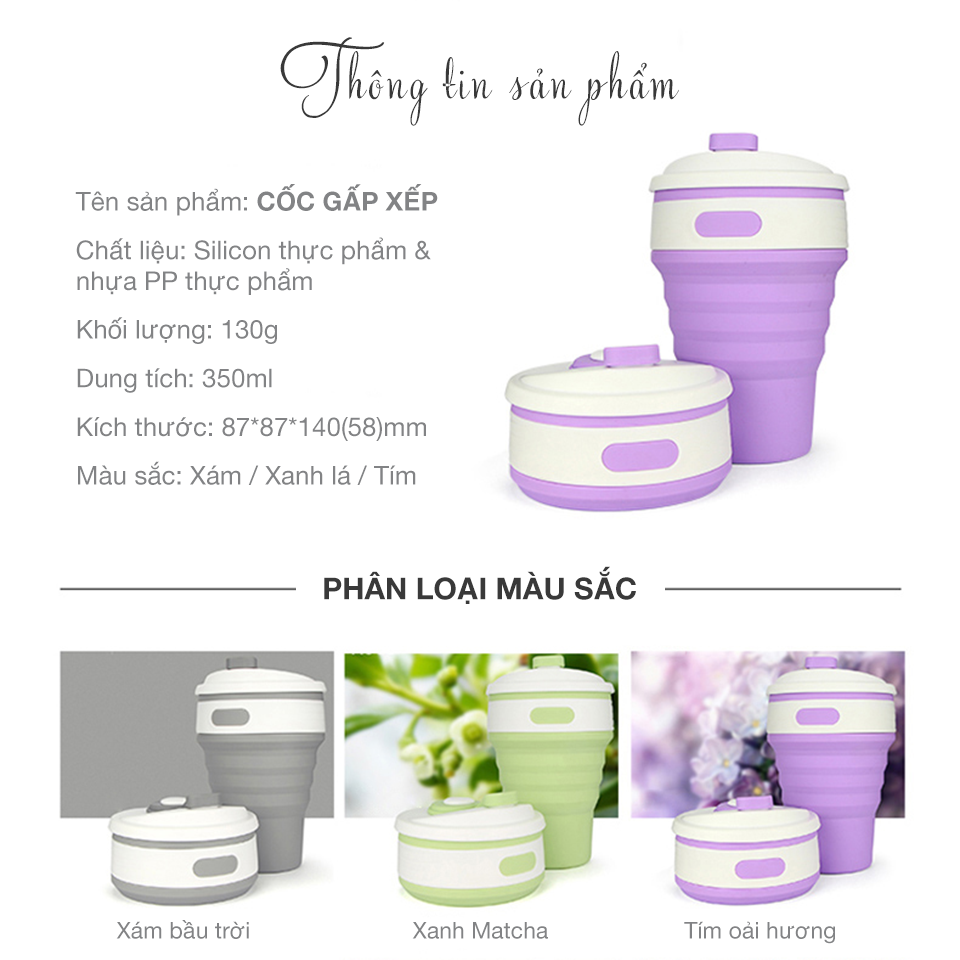 Thông tin sản phẩm
Tên sản phẩm: CỐC GẤP XẾP
Chất liệu: Silicon thực phẩm &
nhựa PP thực phẩm
Khối lượng: 130g
Dung tích: 350ml
Kích thước: 87*87*140(58)mm
Màu sắc: Xám / Xanh lá / Tím
PHÂN LOẠI MÀU SẮC
Xám bầu trời
Xanh Matcha
Tím oải hương